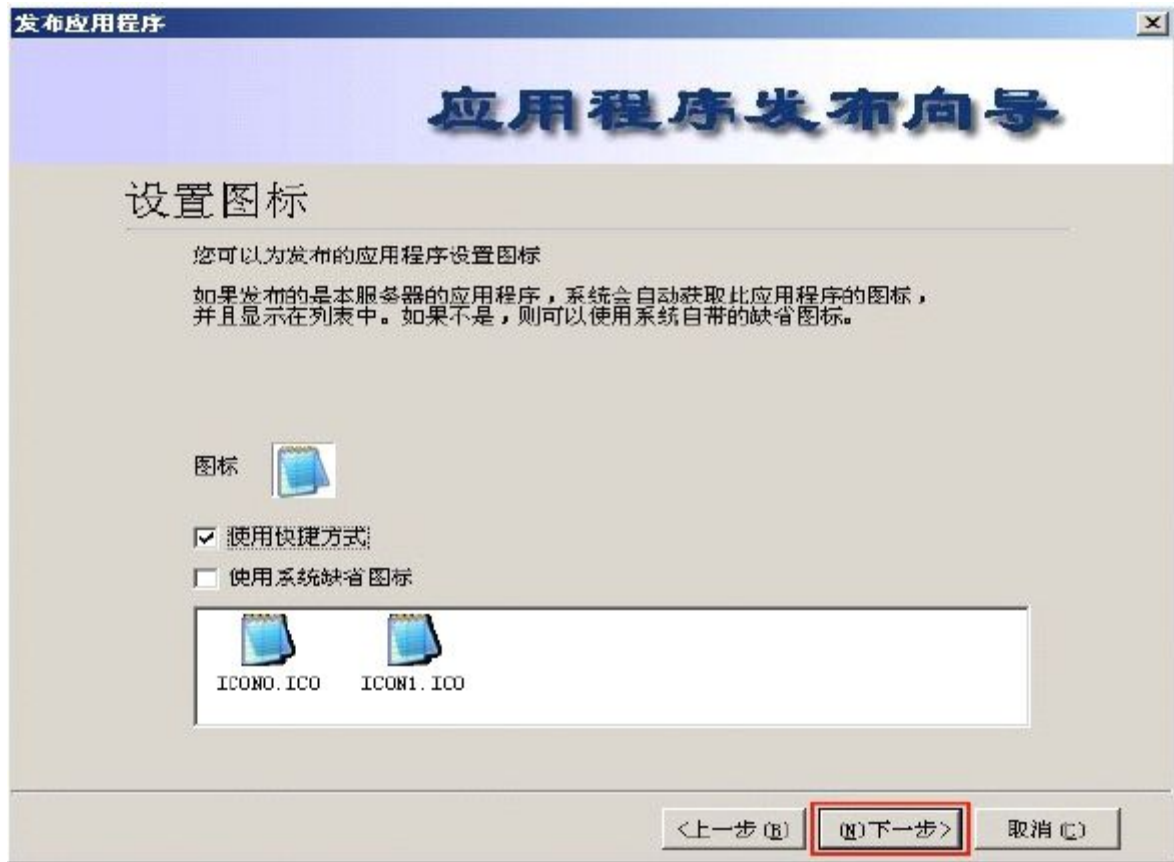 发布应用程序
应用程序发布向导
设置图标
您可以为发布的应用程序设置图标
如果发布的是本服务器的应用程序，系统会自动获取此应用程序的图标，
并且显示在列表中。如果不是，则可以使用系统自带的缺省图标。
图标
使用快捷方式
使用系统缺省图标
ICON0.ICO ICON1.ICO
<上一步(B) (N)下一步> 取消(C)